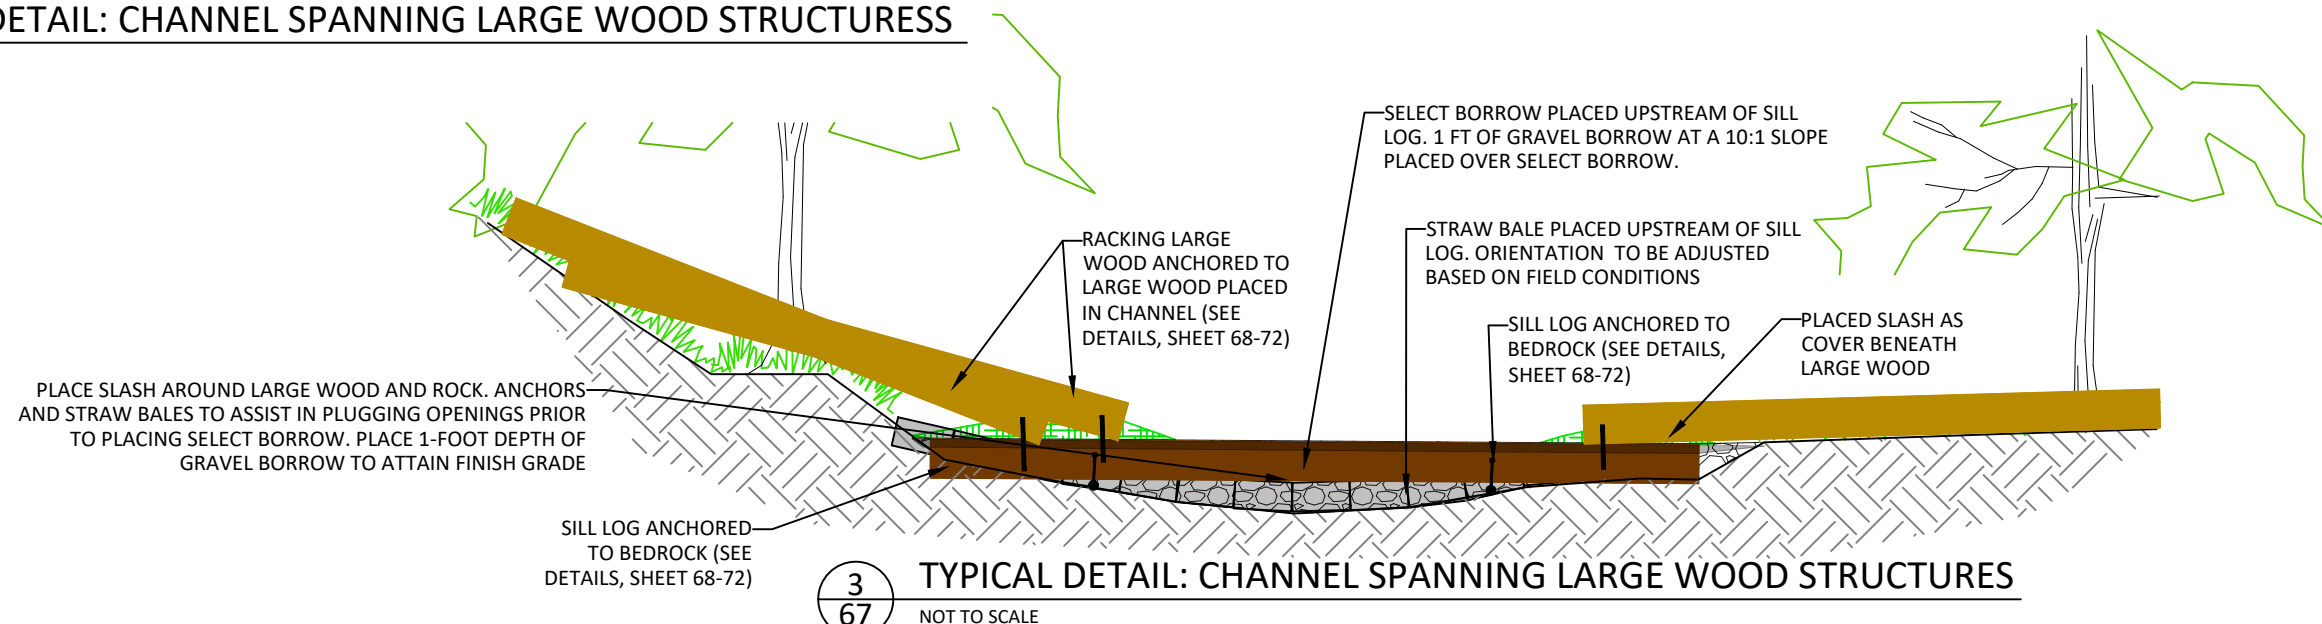 DETAIL: CHANNEL SPANNING LARGE WOOD STRUCTURESS
SELECT BORROW PLACED UPSTREAM OF SILL
LOG. 1 FT OF GRAVEL BORROW AT A 10:1 SLOPE
PLACED OVER SELECT BORROW.
RACKING LARGE
WOOD ANCHORED TO
LARGE WOOD PLACED
IN CHANNEL (SEE
DETAILS, SHEET 68-72)
STRAW BALE PLACED UPSTREAM OF SILL
LOG. ORIENTATION TO BE ADJUSTED
BASED ON FIELD CONDITIONS
SILL LOG ANCHORED TO
BEDROCK (SEE DETAILS,
SHEET 68-72)
PLACED SLASH AS
COVER BENEATH
LARGE WOOD
PLACE SLASH AROUND LARGE WOOD AND ROCK. ANCHORS
AND STRAW BALES TO ASSIST IN PLUGGING OPENINGS PRIOR
TO PLACING SELECT BORROW. PLACE 1-FOOT DEPTH OF
GRAVEL BORROW TO ATTAIN FINISH GRADE
SILL LOG ANCHORED
TO BEDROCK (SEE
DETAILS, SHEET 68-72)
3
67
TYPICAL DETAIL: CHANNEL SPANNING LARGE WOOD STRUCTURES
NOT TO SCALE